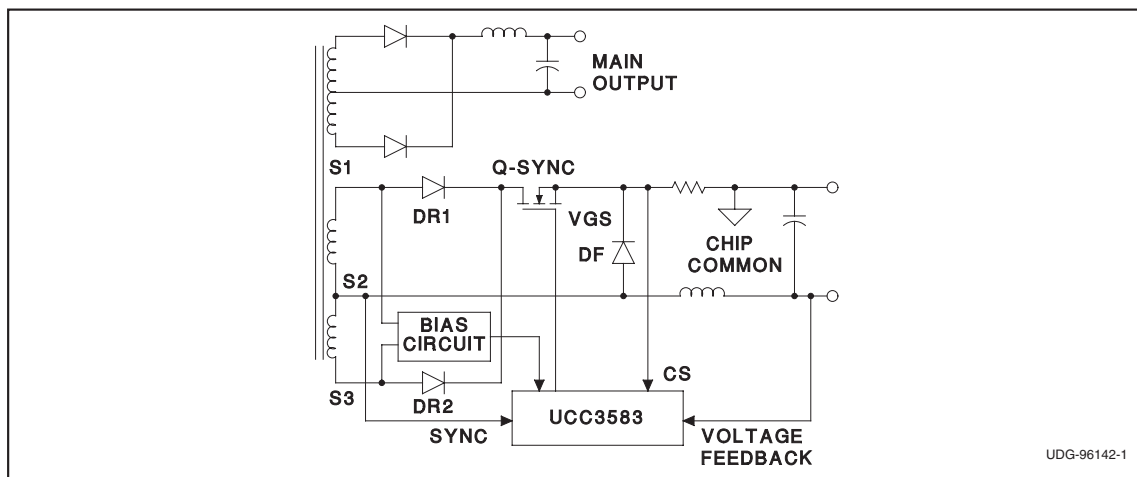 MAIN
OUTPUT
S1
Q-SYNC
DR1
VGS
DF
CHIP
COMMON
S2
BIAS
CIRCUIT
CS
S3
DR2
UCC3583
SYNC
VOLTAGE
FEEDBACK
UDG-96142-1